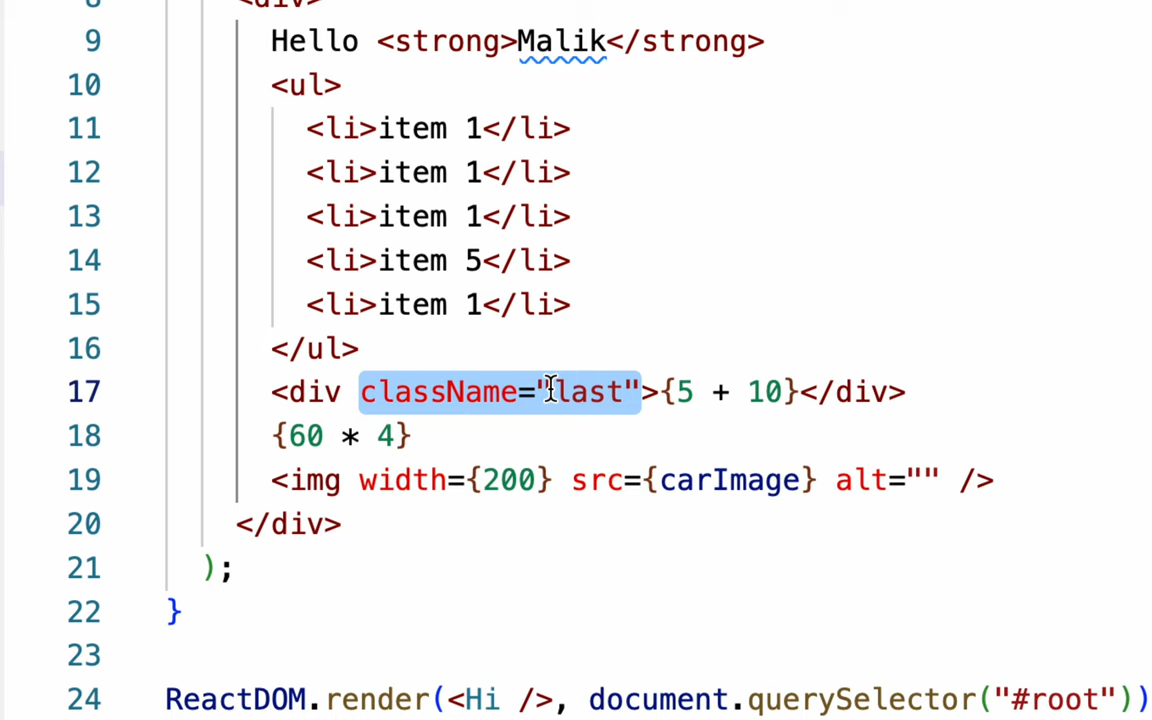 8 <div>
9 Hello <strong>Malik</strong>
10 <ul>
11 <li>item 1</li>
12 <li>item 1</li>
13 <li>item 1</li>
14 <li>item 5</li>
15 <li>item 1</li>
16 </ul>
17 <div className="last">{5 + 10}</div>
18 {60 * 4}
19 <img width={200} src={carImage} alt="" />
20 </div>
21 );
22 }
23
24 ReactDOM.render(<Hi />, document.querySelector("#root"))